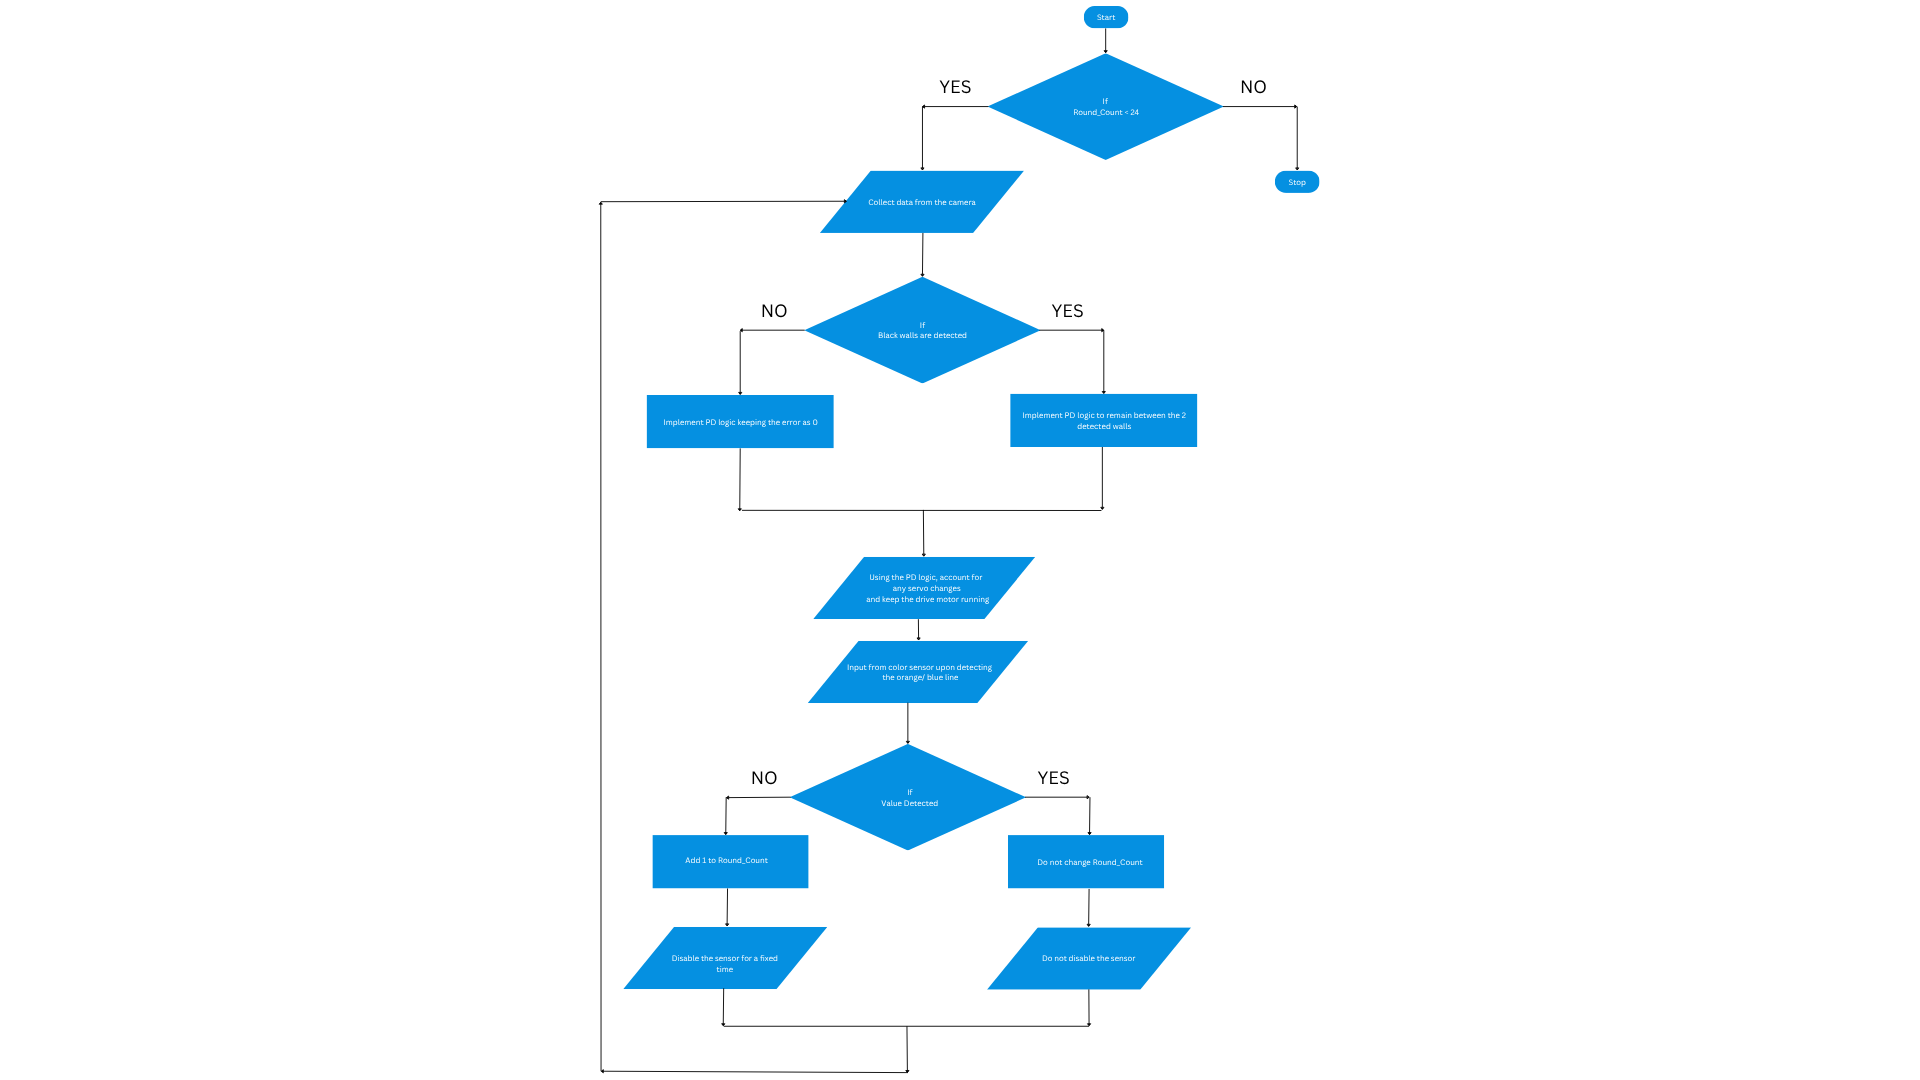 Start
YES
NO
If
Round_Count < 24
Stop
Collect data from the camera
NO
YES
If
Black walls are detected
Implement PD logic keeping the error as 0
Implement PD logic to remain between the 2
detected walls
Using the PD logic, account for
any servo changes
and keep the drive motor running
Input from color sensor upon detecting
the orange/ blue line
NO
YES
If
Value Detected
Add 1 to Round_Count
Do not change Round_Count
Disable the sensor for a fixed
time
Do not disable the sensor